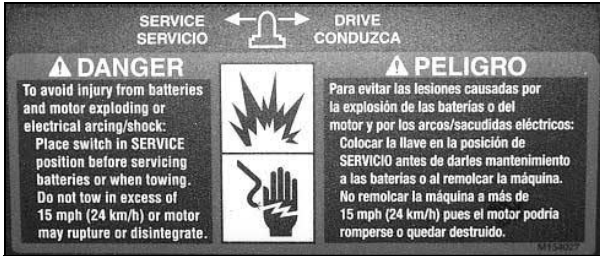 SERVICE DRIVE
SERVICIO CONDUZCA
DANGER
To avoid injury from batteries
and motor exploding or
electrical arcing/shock:
Place switch in SERVICE
position before servicing
batteries or when towing.
Do not tow in excess of
15 mph (24 km/h) or motor
may rupture or disintegrate.
PELIGRO
Para evitar las lesiones causadas por
la explosión de las baterías o del
motor y por los arcos/sacudidas eléctricos:
Colocar la llave en la posición de
SERVICIO antes de darles mantenimiento
a las baterías o al remolcar la máquina.
No remolcar la máquina a más de
15 mph (24 km/h) pues el motor podría
romperse o quedar destruido.
M154027